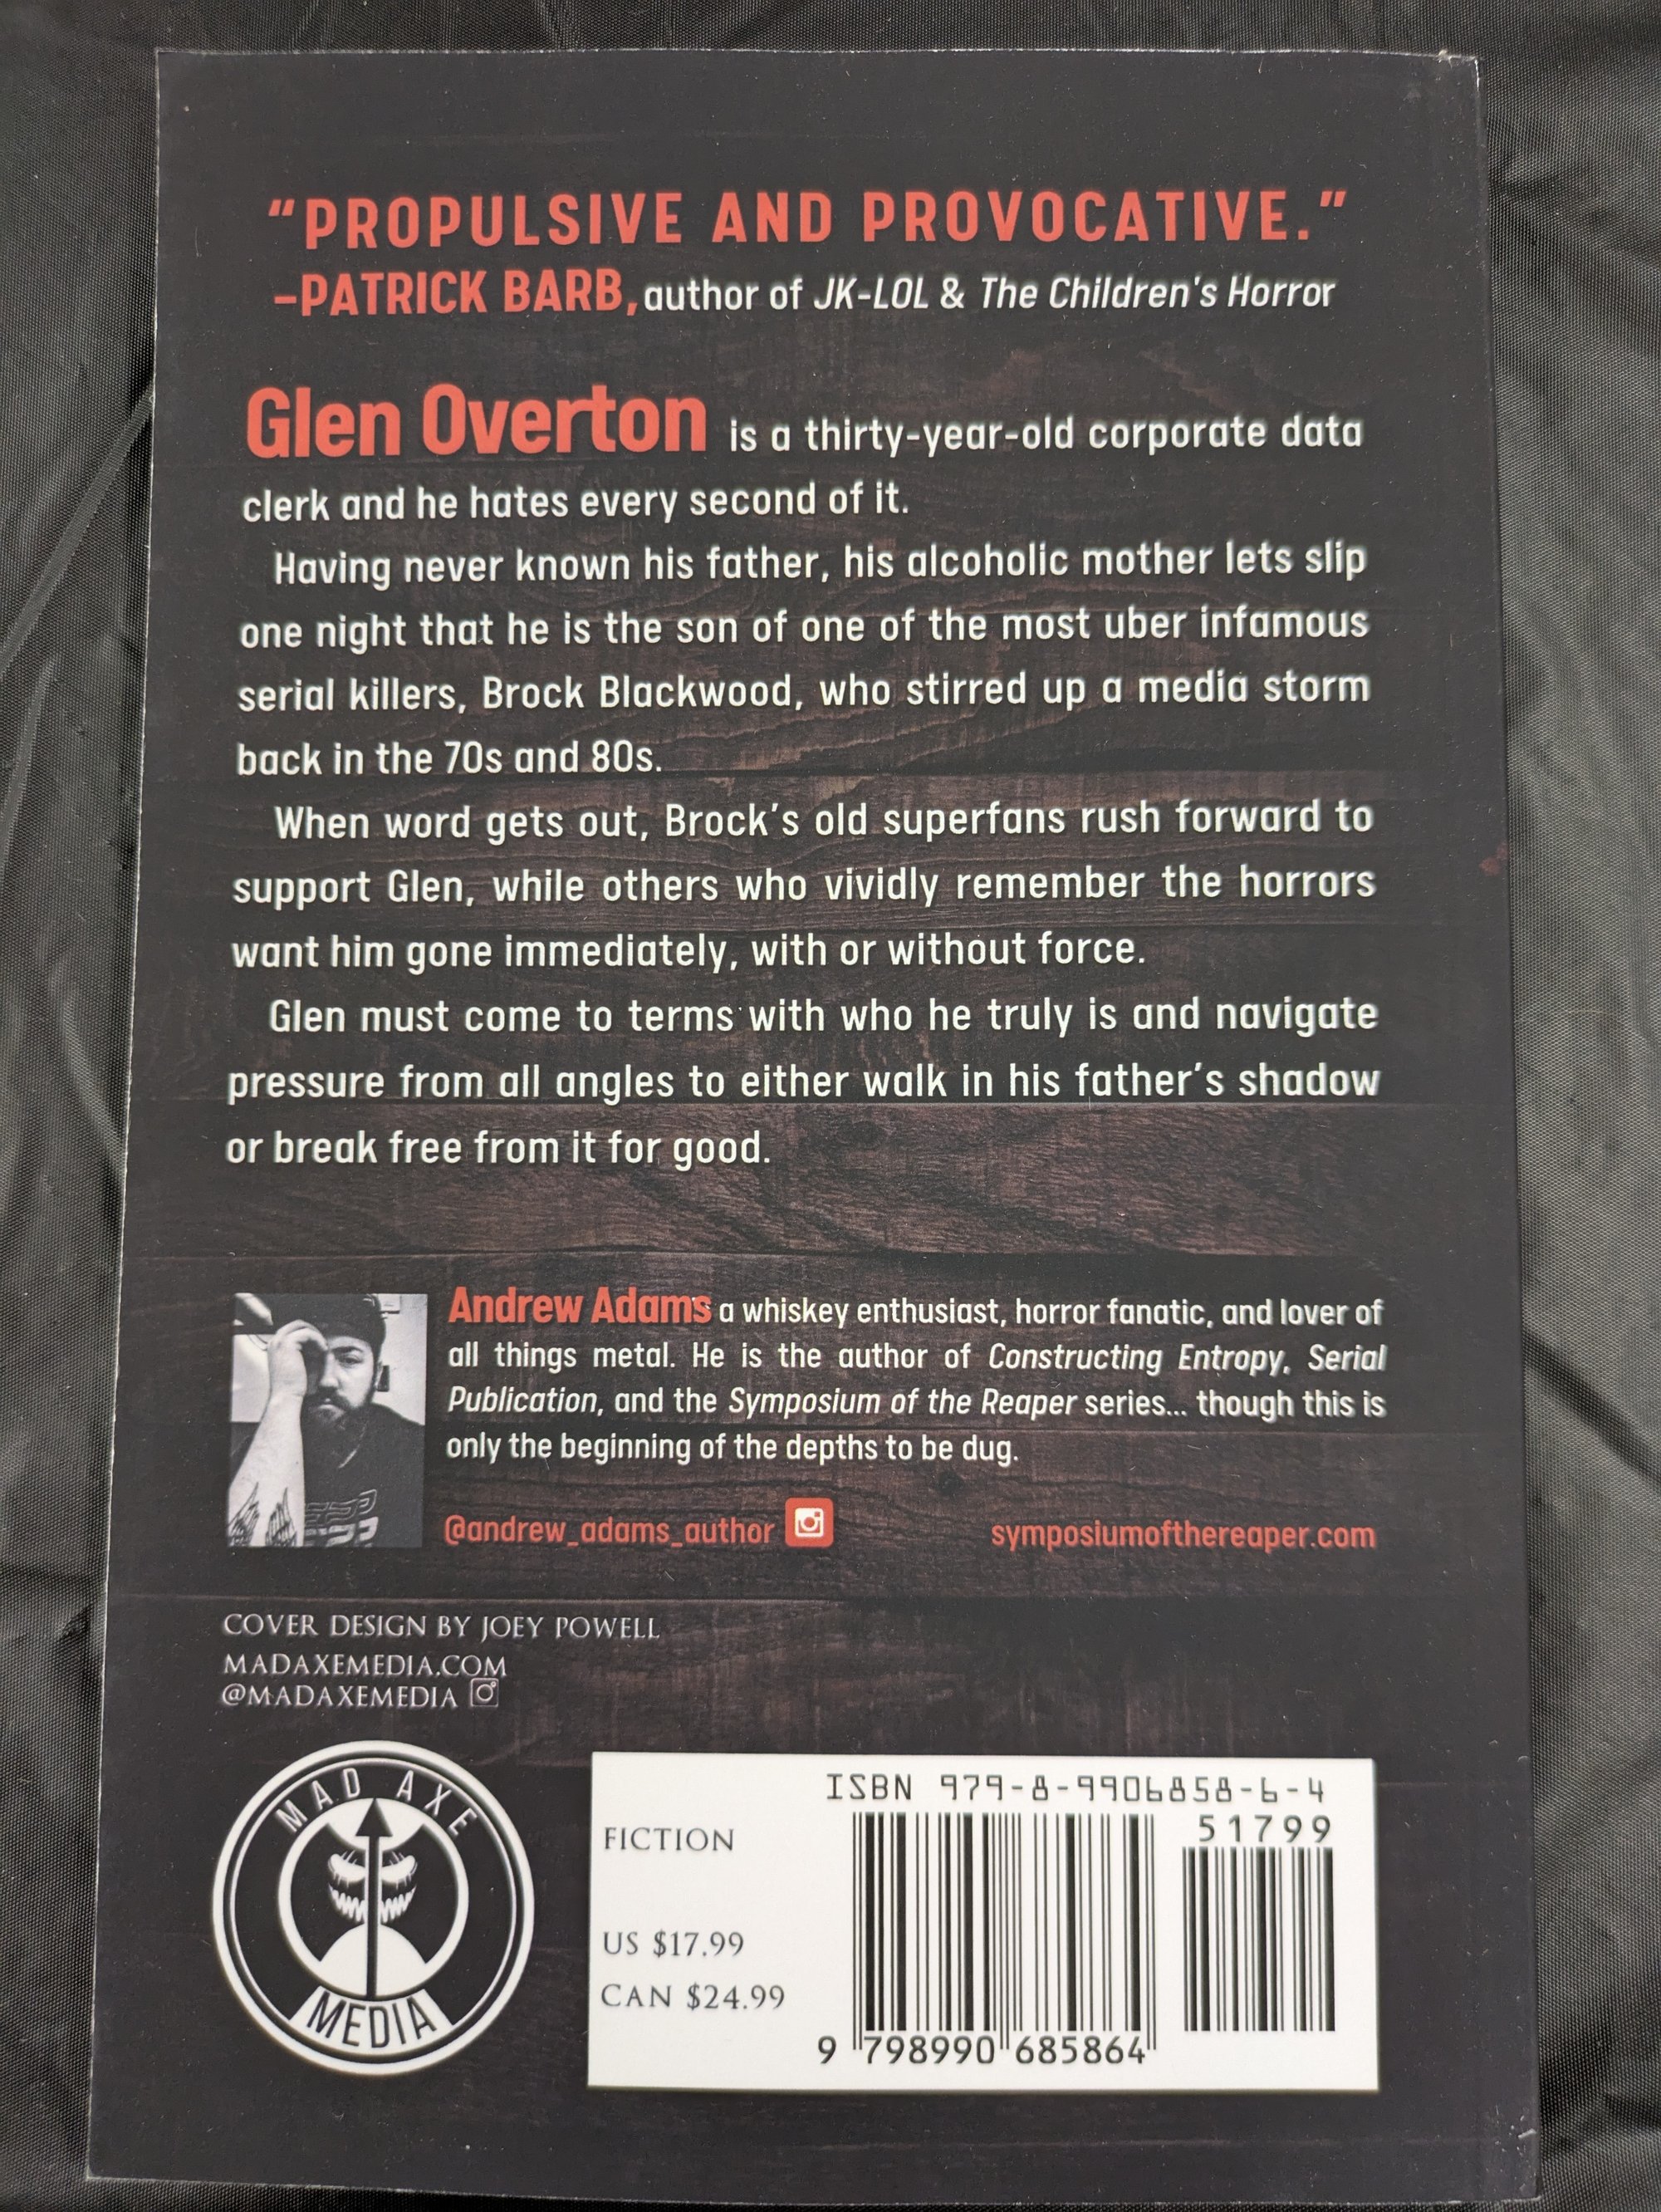 “PROPULSIVE AND PROVOCATIVE.”
–PATRICK BARB, author of JK-LOL & The Children's Horror
Glen Overton is a thirty-year-old corporate data
clerk and he hates every second of it.
Having never known his father, his alcoholic mother lets slip
one night that he is the son of one of the most uber infamous
serial killers, Brock Blackwood, who stirred up a media storm
back in the 70s and 80s.
When word gets out, Brock’s old superfans rush forward to
support Glen, while others who vividly remember the horrors
want him gone immediately, with or without force.
Glen must come to terms with who he truly is and navigate
pressure from all angles to either walk in his father’s shadow
or break free from it for good.
Andrew Adams a whiskey enthusiast, horror fanatic, and lover of
all things metal. He is the author of Constructing Entropy, Serial
Publication, and the Symposium of the Reaper series... though this is
only the beginning of the depths to be dug.
@andrew_adams_author
symposiumofthereaper.com
COVER DESIGN BY JOEY POWELL
MADAXEMEDIA.COM
@MADAXEMEDIA
MAD AXE
MEDIA
FICTION
US $17.99
CAN $24.99
ISBN 979-8-9906858-6-4
51799
9 798990 685864